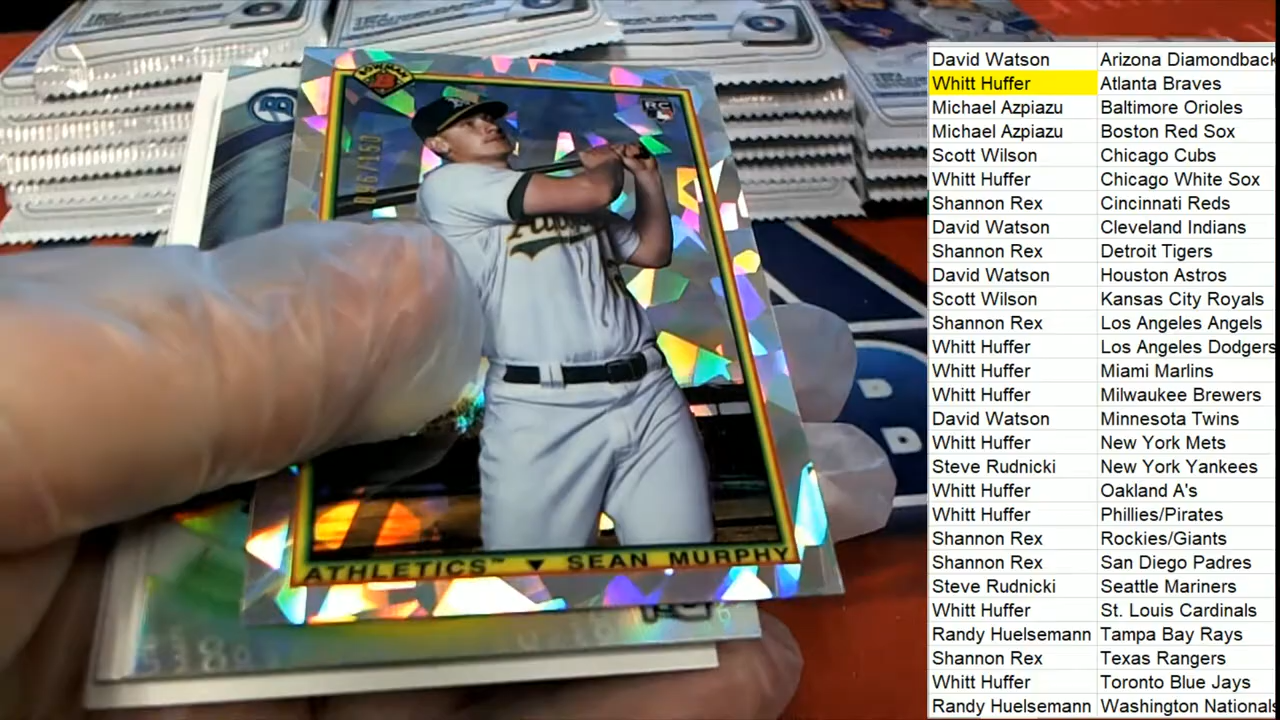 David Watson Arizona Diamondback
Whitt Huffer Atlanta Braves
Michael Azpiazu Baltimore Orioles
Michael Azpiazu Boston Red Sox
Scott Wilson Chicago Cubs
Whitt Huffer Chicago White Sox
Shannon Rex Cincinnati Reds
David Watson Cleveland Indians
Shannon Rex Detroit Tigers
David Watson Houston Astros
Scott Wilson Kansas City Royals
Shannon Rex Los Angeles Angels
Whitt Huffer Los Angeles Dodgers
Whitt Huffer Miami Marlins
Whitt Huffer Milwaukee Brewers
David Watson Minnesota Twins
Whitt Huffer New York Mets
Steve Rudnicki New York Yankees
Whitt Huffer Oakland A's
Whitt Huffer Phillies/Pirates
Shannon Rex Rockies/Giants
Shannon Rex San Diego Padres
Steve Rudnicki Seattle Mariners
Whitt Huffer St. Louis Cardinals
Randy Huelsemann Tampa Bay Rays
Shannon Rex Texas Rangers
Whitt Huffer Toronto Blue Jays
Randy Huelsemann Washington Nationals
RC
046/150
ATHLETICS™ ▼ SEAN MURPHY